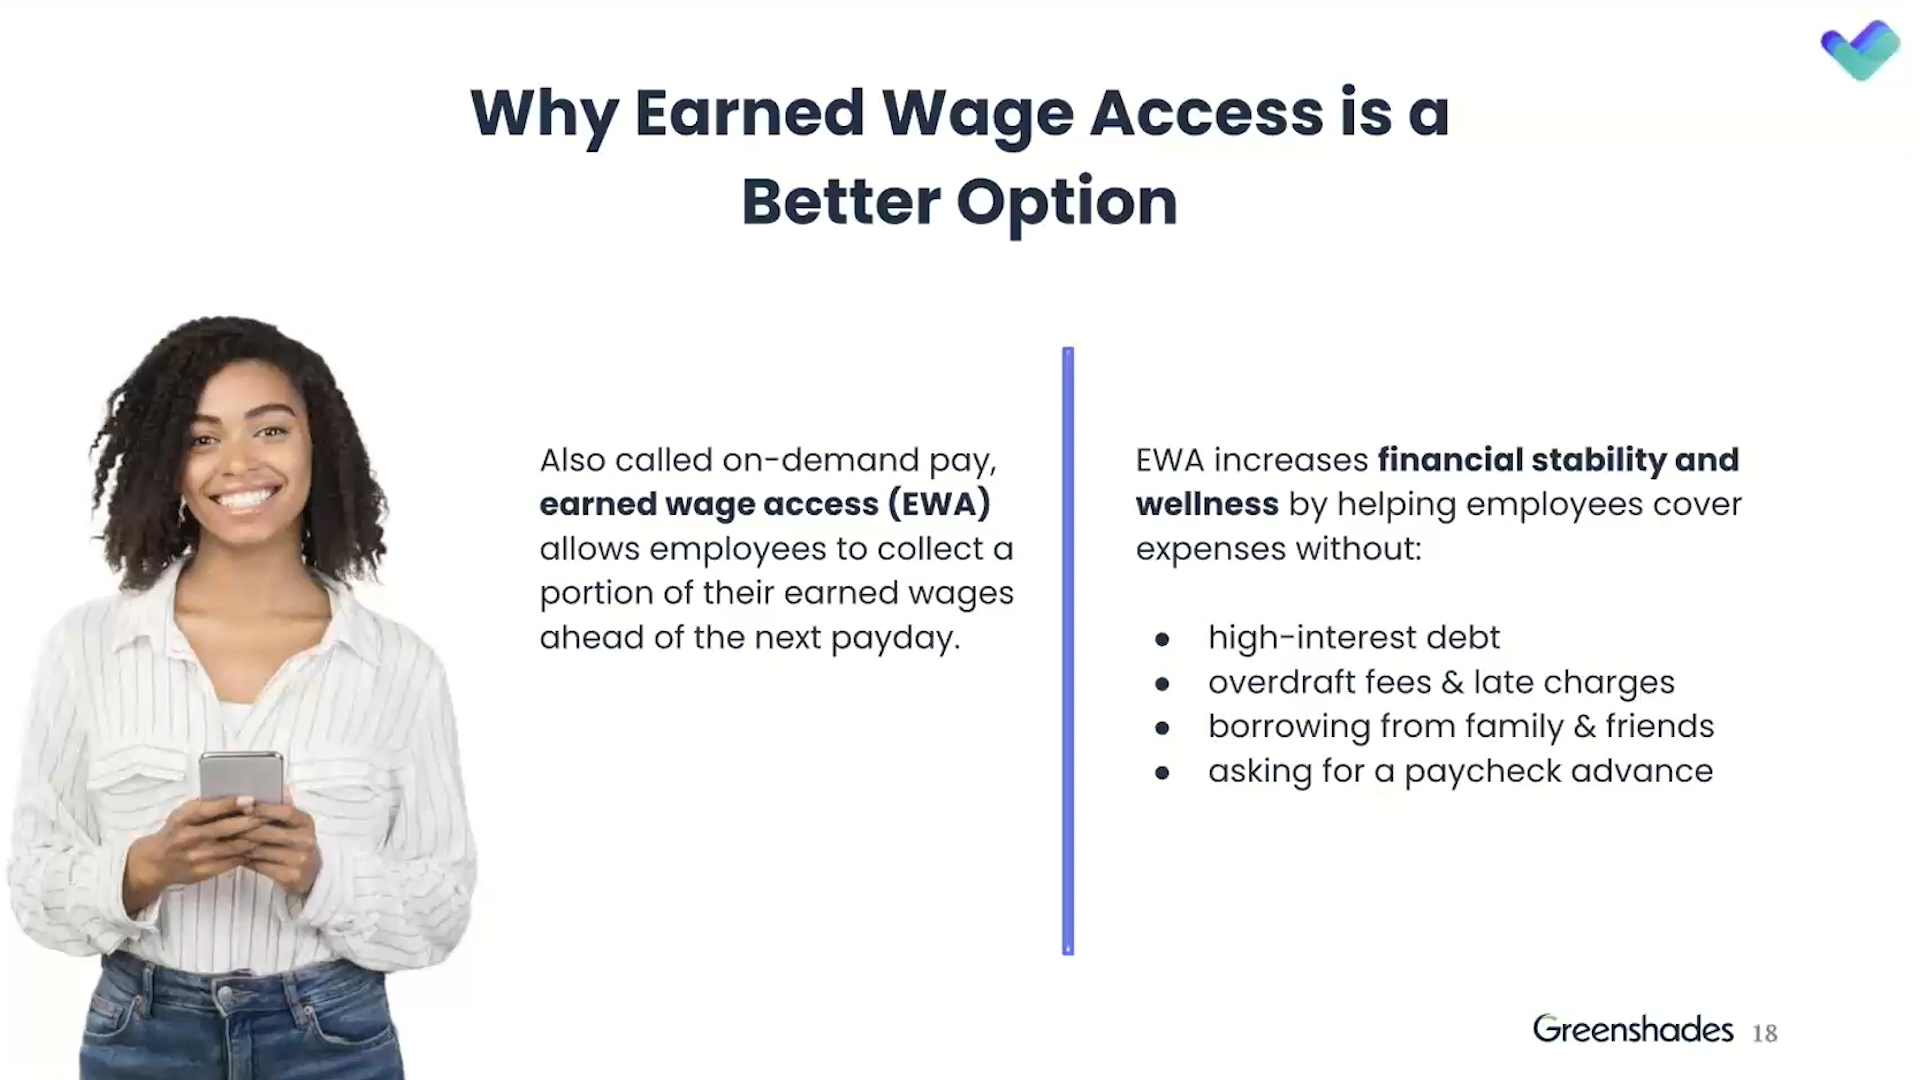 Why Earned Wage Access is a
Better Option
Also called on-demand pay,
earned wage access (EWA)
allows employees to collect a
portion of their earned wages
ahead of the next payday.
EWA increases financial stability and
wellness by helping employees cover
expenses without:
● high-interest debt
● overdraft fees & late charges
● borrowing from family & friends
● asking for a paycheck advance
Greenshades 18